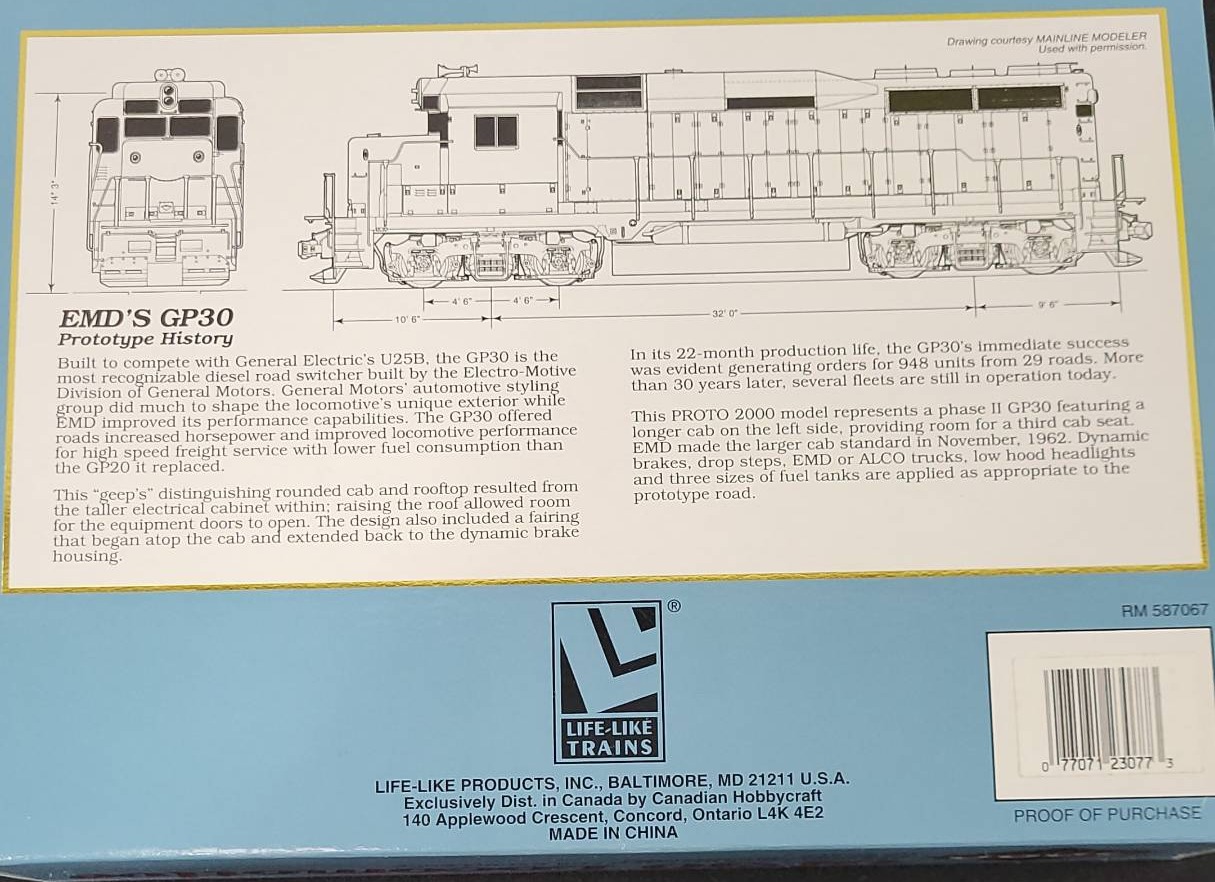 Drawing courtesy MAINLINE MODELER
Used with permission.
14' 3"
4' 6"
4' 6"
10' 6"
32' 0"
9' 6"
EMD'S GP30
Prototype History
Built to compete with General Electric's U25B, the GP30 is the
most recognizable diesel road switcher built by the Electro-Motive
Division of General Motors. General Motors' automotive styling
group did much to shape the locomotive's unique exterior while
EMD improved its performance capabilities. The GP30 offered
roads increased horsepower and improved locomotive performance
for high speed freight service with lower fuel consumption than
the GP20 it replaced.
This "geep's" distinguishing rounded cab and rooftop resulted from
the taller electrical cabinet within; raising the roof allowed room
for the equipment doors to open. The design also included a fairing
that began atop the cab and extended back to the dynamic brake
housing.
In its 22-month production life, the GP30's immediate success
was evident generating orders for 948 units from 29 roads. More
than 30 years later, several fleets are still in operation today.
This PROTO 2000 model represents a phase II GP30 featuring a
longer cab on the left side, providing room for a third cab seat.
EMD made the larger cab standard in November, 1962. Dynamic
brakes, drop steps, EMD or ALCO trucks, low hood headlights
and three sizes of fuel tanks are applied as appropriate to the
prototype road.
®
LIFE-LIKE
TRAINS
LIFE-LIKE PRODUCTS, INC., BALTIMORE, MD 21211 U.S.A.
Exclusively Dist. in Canada by Canadian Hobbycraft
140 Applewood Crescent, Concord, Ontario L4K 4E2
MADE IN CHINA
RM 587067
0 77071 23077 3
PROOF OF PURCHASE